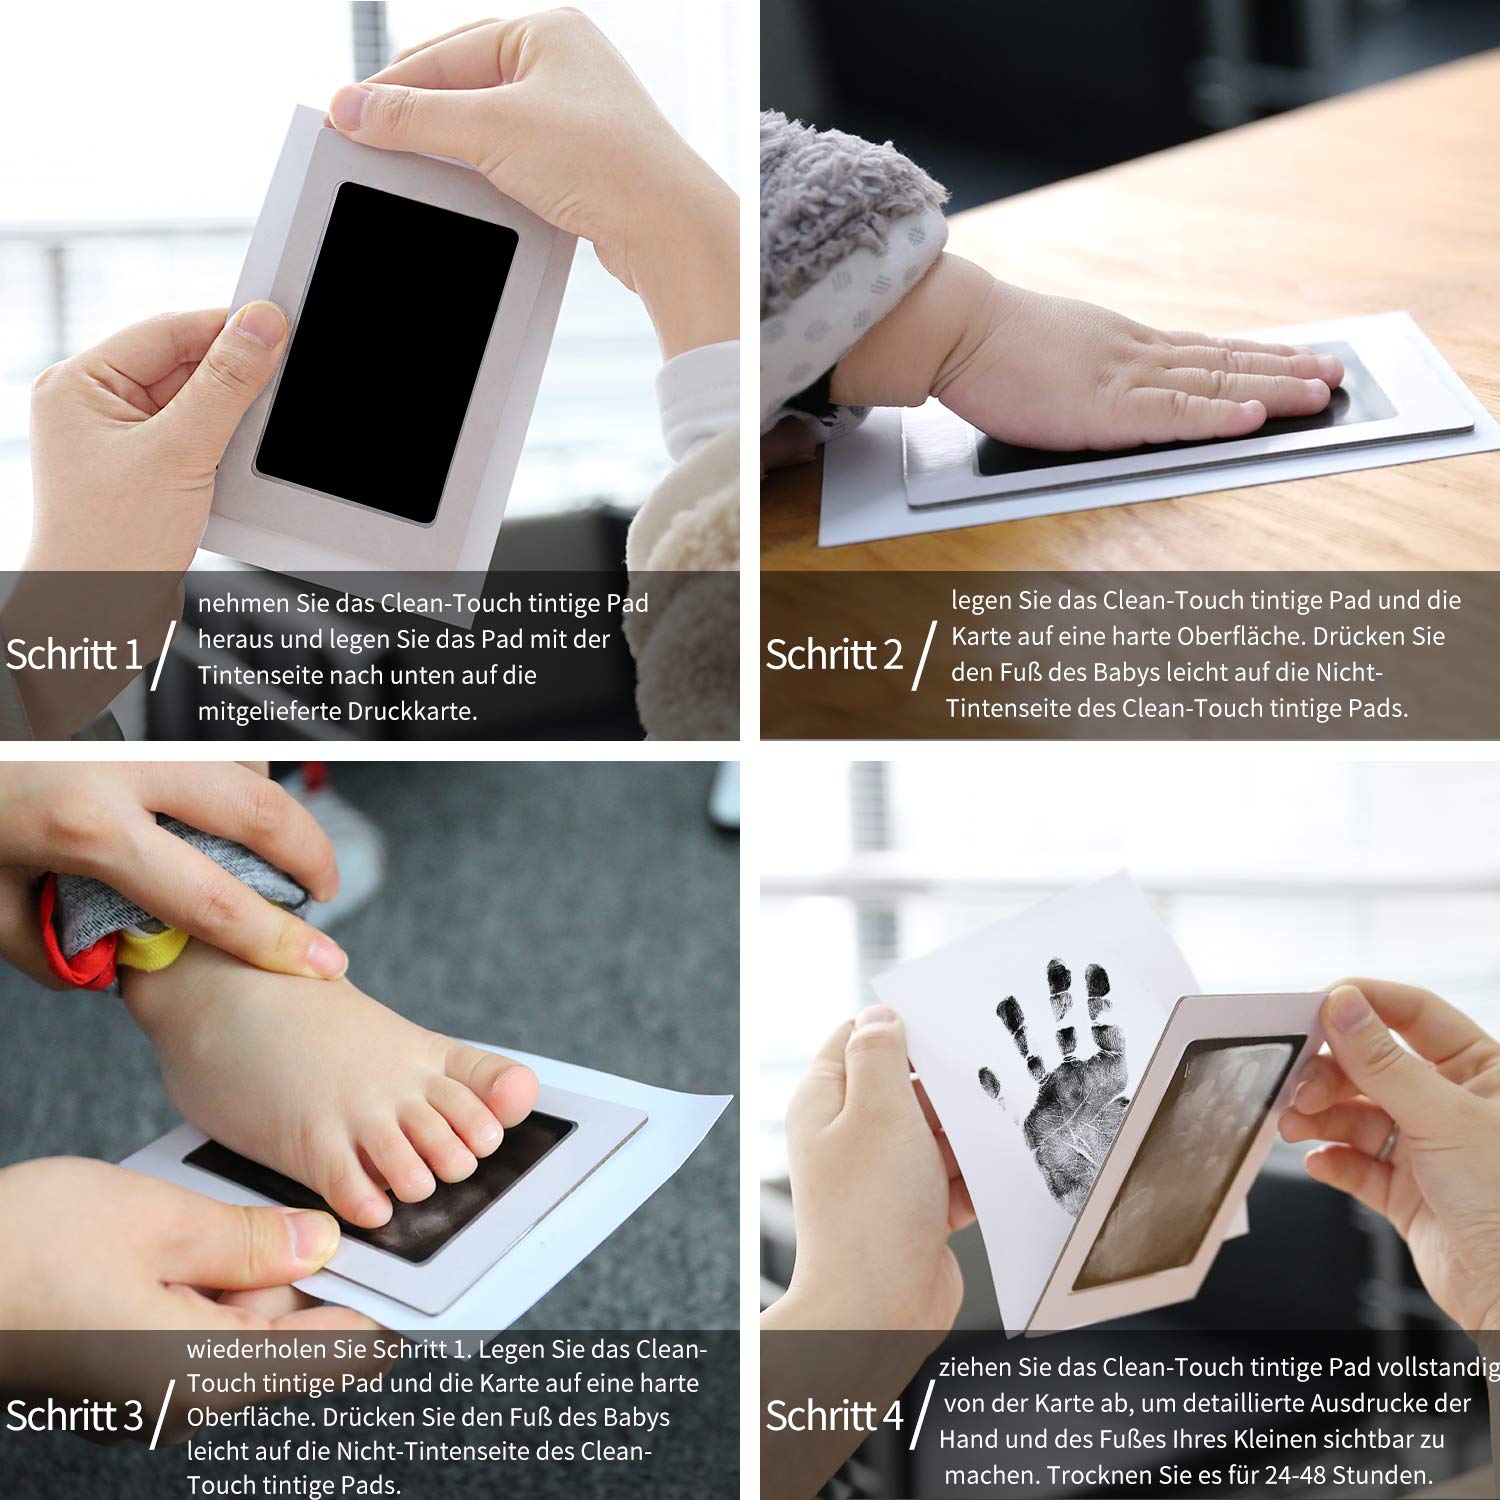 Schritt 1 /
nehmen Sie das Clean-Touch tintige Pad
heraus und legen Sie das Pad mit der
Tintenseite nach unten auf die
mitgelieferte Druckkarte.
Schritt 2 /
legen Sie das Clean-Touch tintige Pad und die
Karte auf eine harte Oberfläche. Drücken Sie
den Fuß des Babys leicht auf die Nicht-
Tintenseite des Clean-Touch tintige Pads.
Schritt 3 /
wiederholen Sie Schritt 1. Legen Sie das Clean-
Touch tintige Pad und die Karte auf eine harte
Oberfläche. Drücken Sie den Fuß des Babys
leicht auf die Nicht-Tintenseite des Clean-
Touch tintige Pads.
Schritt 4 /
ziehen Sie das Clean-Touch tintige Pad vollstandig
von der Karte ab, um detaillierte Ausdrucke der
Hand und des Fußes Ihres Kleinen sichtbar zu
machen. Trocknen Sie es für 24-48 Stunden.